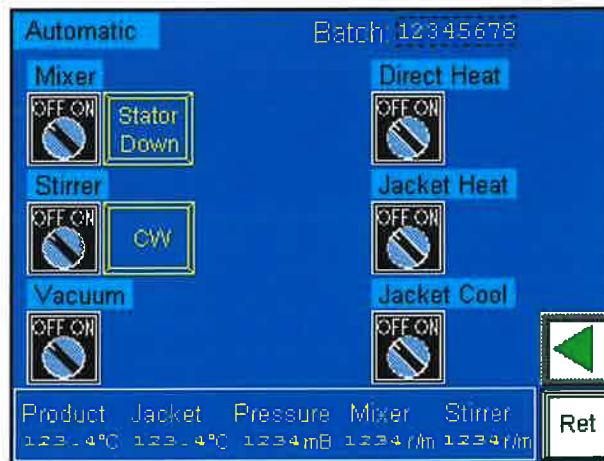 Automatic
Batch: 12345678
Mixer
Direct Heat
OFF ON
Stator
Down
OFF ON
Stirrer
Jacket Heat
OFF ON
CW
OFF ON
Vacuum
Jacket Cool
OFF ON
OFF ON
Product Jacket Pressure Mixer Stirrer
123.4°C 123.4°C 1234mB 1234r/m 1234r/m
Ret